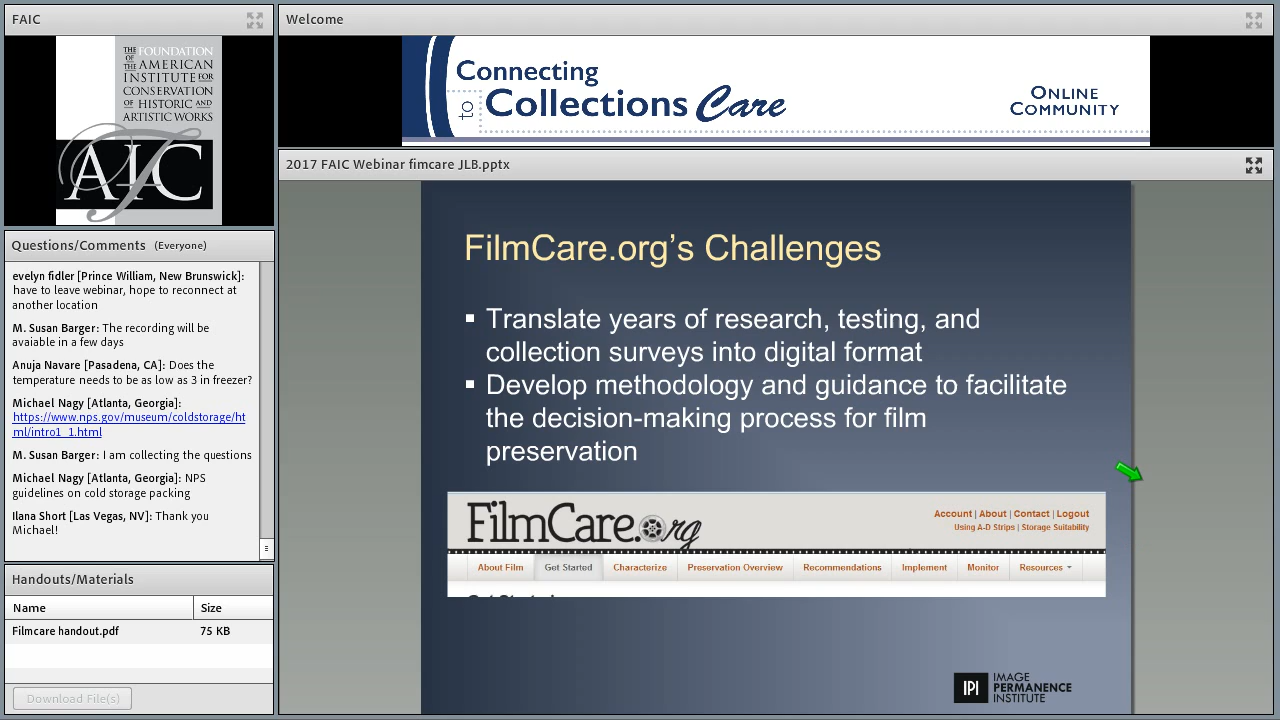 FAIC
THE FOUNDATION
OF THE AMERICAN
INSTITUTE FOR
CONSERVATION
OF HISTORIC AND
ARTISTIC WORKS
AIC
Questions/Comments (Everyone)
evelyn fidler [Prince William, New Brunswick]:
have to leave webinar, hope to reconnect at
another location
M. Susan Barger: The recording will be
avaiable in a few days
Anuja Navare [Pasadena, CA]: Does the
temperature needs to be as low as 3 in freezer?
Michael Nagy [Atlanta, Georgia]:
https://www.nps.gov/museum/coldstorage/ht
ml/intro1_1.html
M. Susan Barger: I am collecting the questions
Michael Nagy [Atlanta, Georgia]: NPS
guidelines on cold storage packing
Ilana Short [Las Vegas, NV]: Thank you
Michael!
Handouts/Materials
Name Size
Filmcare handout.pdf 75 KB
Download File(s)
Welcome
Connecting
to Collections Care
ONLINE
COMMUNITY
2017 FAIC Webinar fimcare JLB.pptx
FilmCare.org’s Challenges
▪ Translate years of research, testing, and
collection surveys into digital format
▪ Develop methodology and guidance to facilitate
the decision-making process for film
preservation
FilmCare.org
Account | About | Contact | Logout
Using A-D Strips | Storage Suitability
About Film Get Started Characterize Preservation Overview Recommendations Implement Monitor Resources
IPI
IMAGE
PERMANENCE
INSTITUTE